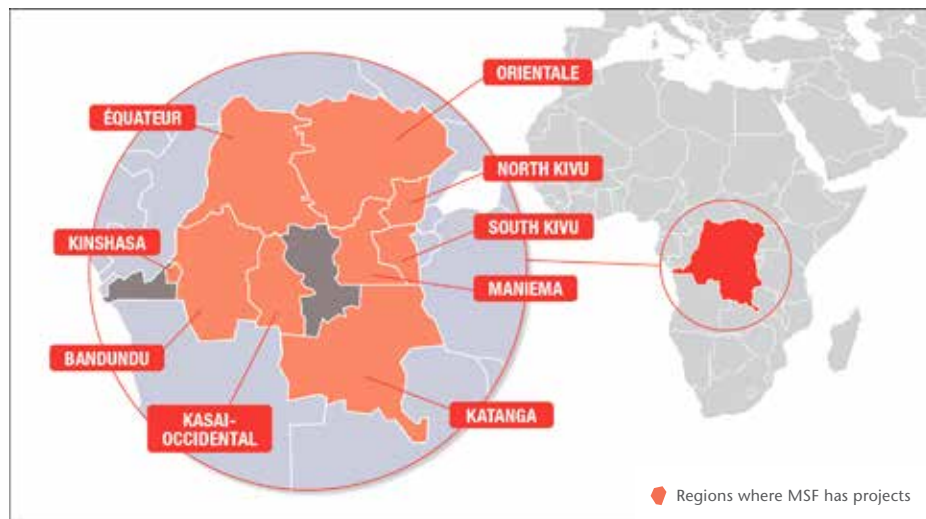 ORIENTALE
ÉQUATEUR
NORTH KIVU
SOUTH KIVU
KINSHASA
MANIEMA
BANDUNDU
KASAI-
OCCIDENTAL
KATANGA
Regions where MSF has projects